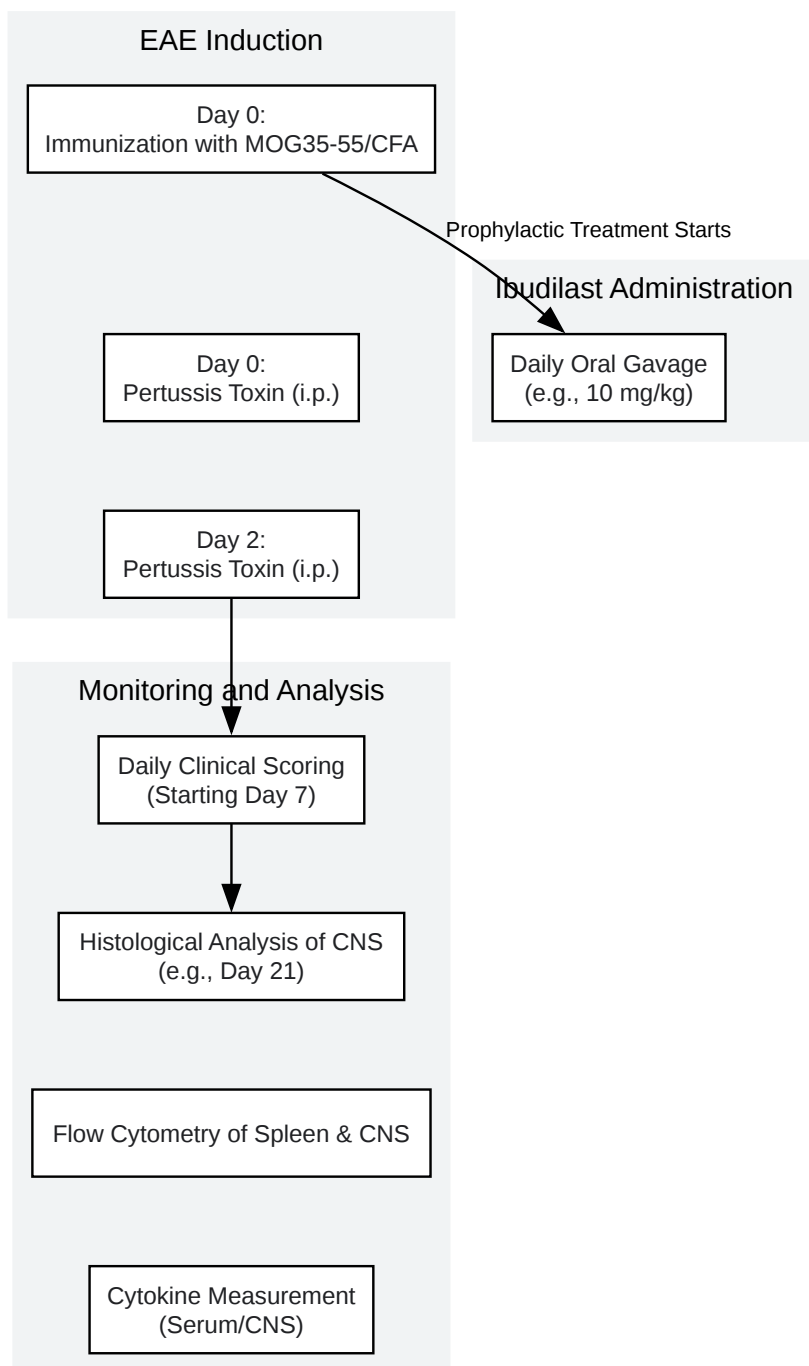 EAE Induction
Day 0:
Immunization with MOG35-55/CFA
Prophylactic Treatment Starts
Ibudilast Administration
Day 0:
Pertussis Toxin (i.p.)
Daily Oral Gavage
(e.g., 10 mg/kg)
Day 2:
Pertussis Toxin (i.p.)
Monitoring and Analysis
Daily Clinical Scoring
(Starting Day 7)
Histological Analysis of CNS
(e.g., Day 21)
Flow Cytometry of Spleen & CNS
Cytokine Measurement
(Serum/CNS)